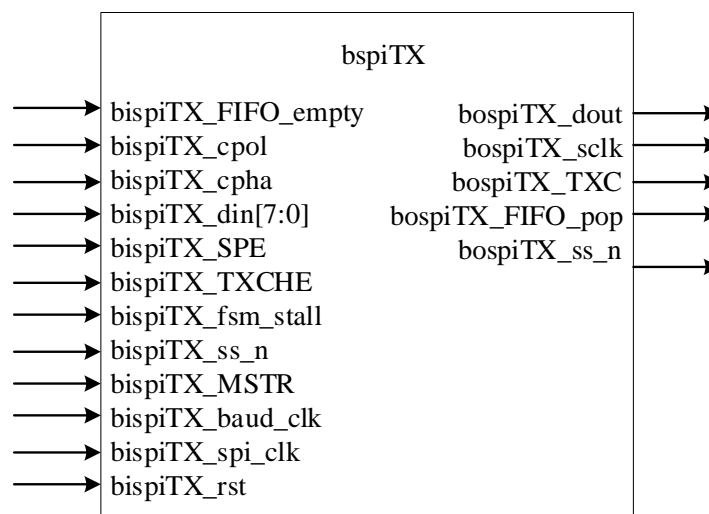 bspiTX
bispiTX_FIFO_empty
bispiTX_cpol
bispiTX_cpha
bispiTX_din[7:0]
bispiTX_SPE
bispiTX_TXCHE
bispiTX_fsm_stall
bispiTX_ss_n
bispiTX_MSTR
bispiTX_baud_clk
bispiTX_spi_clk
bispiTX_rst
bospiTX_dout
bospiTX_sclk
bospiTX_TXC
bospiTX_FIFO_pop
bospiTX_ss_n